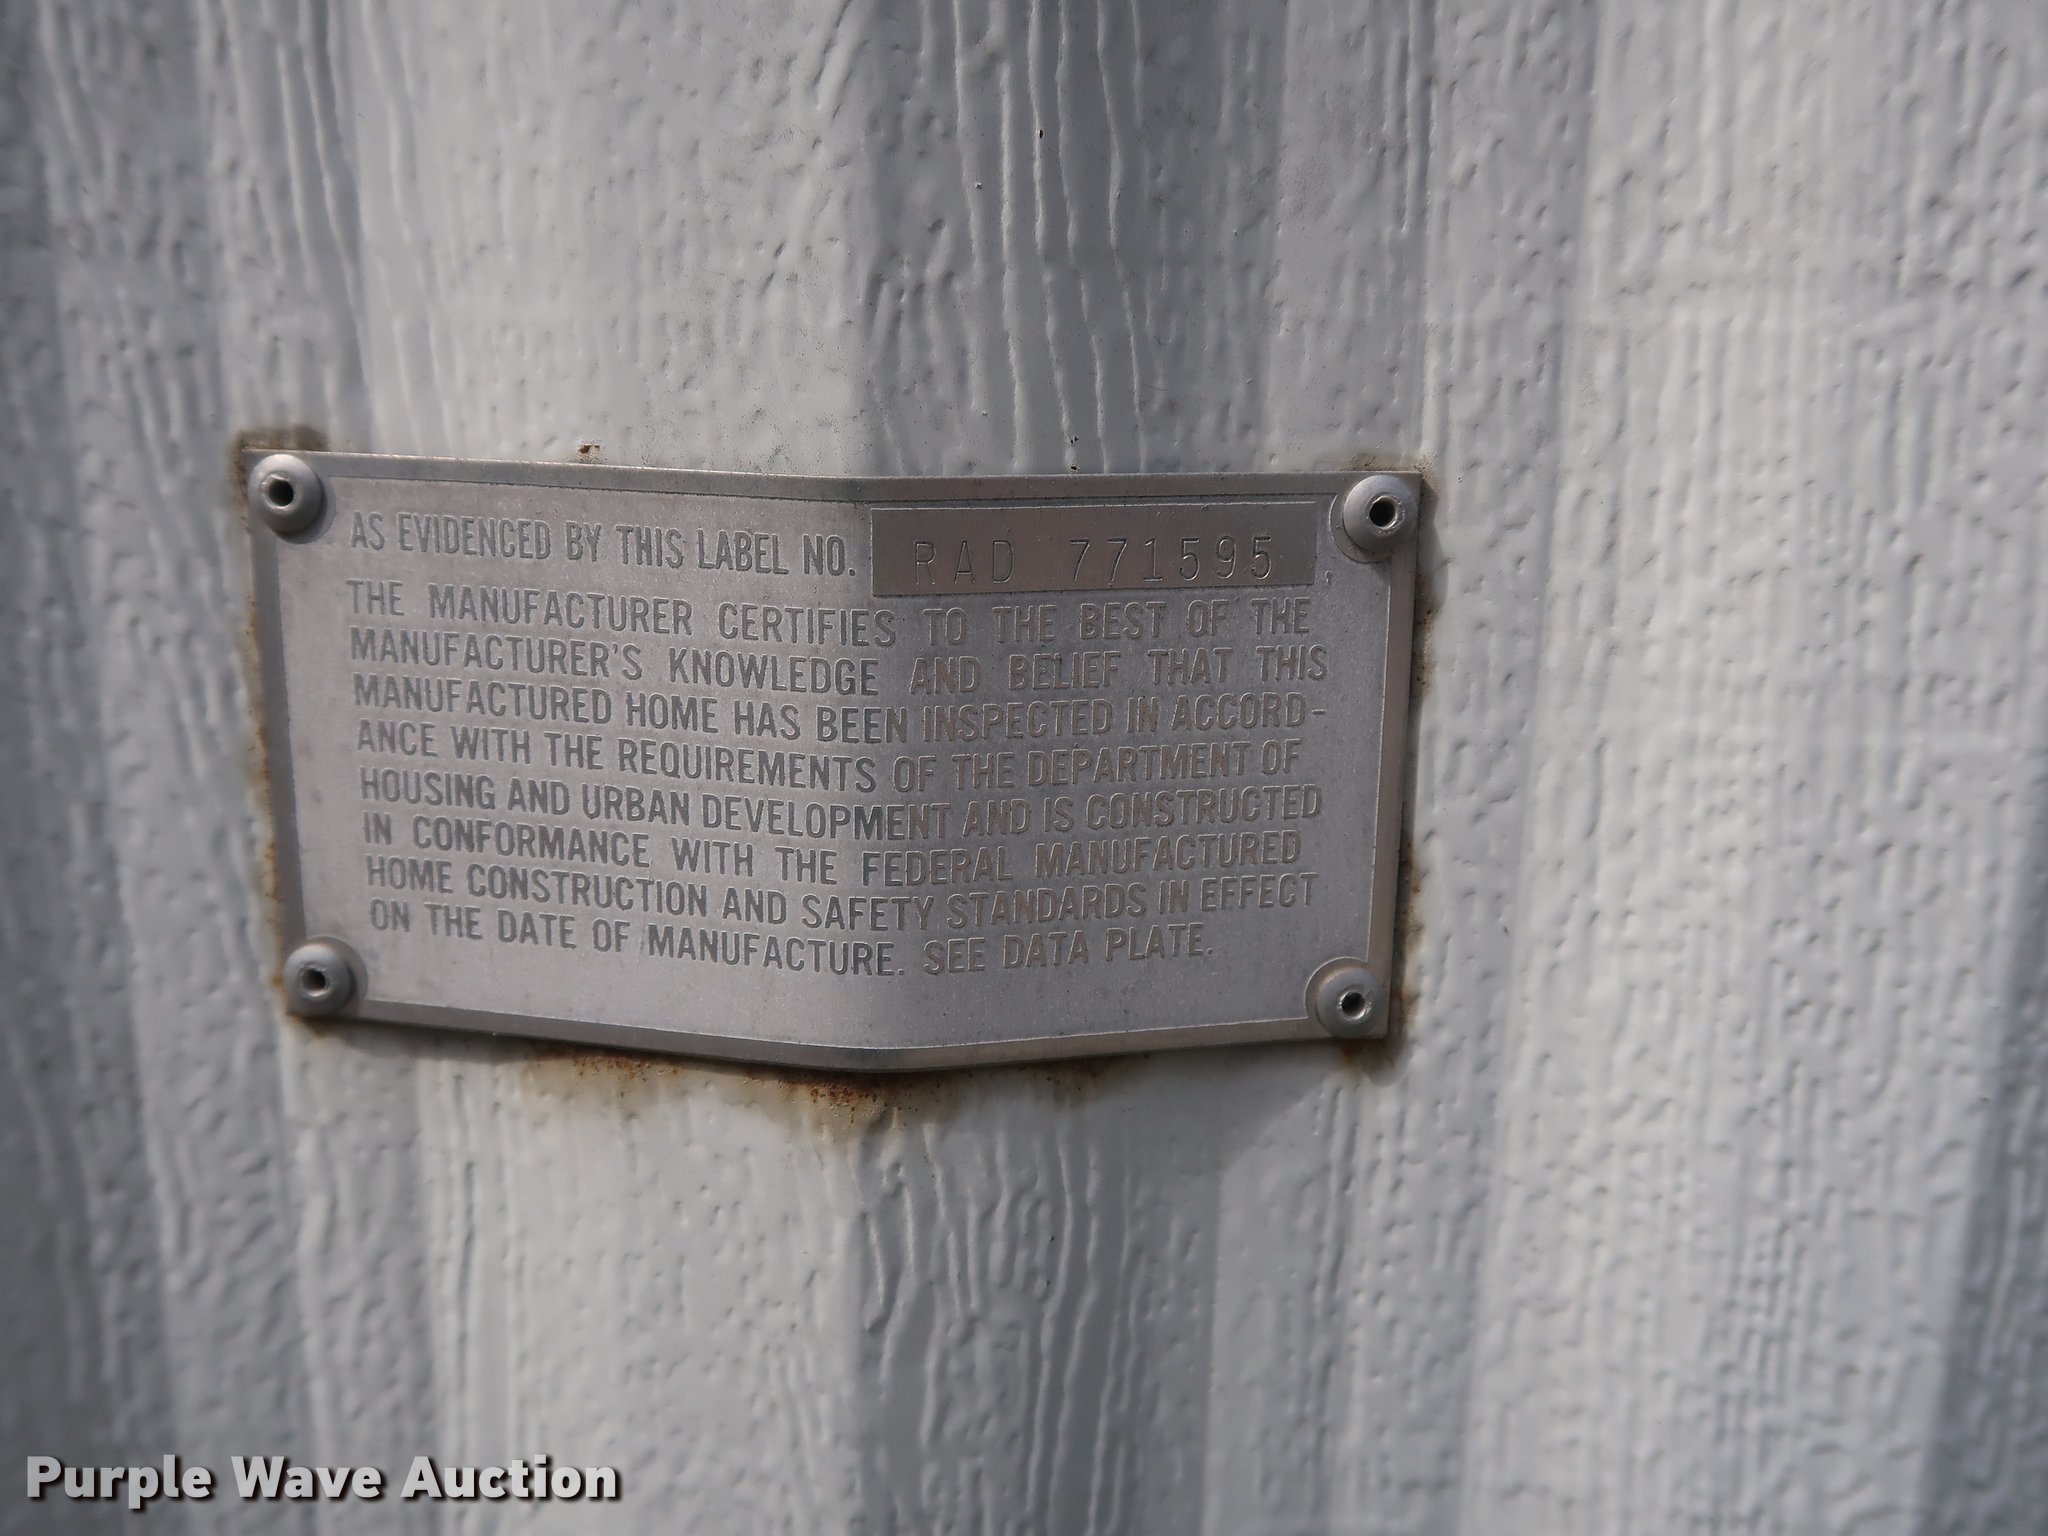 AS EVIDENCED BY THIS LABEL NO. RAD 771595
THE MANUFACTURER CERTIFIES TO THE BEST OF THE
MANUFACTURER'S KNOWLEDGE AND BELIEF THAT THIS
MANUFACTURED HOME HAS BEEN INSPECTED IN ACCORD-
ANCE WITH THE REQUIREMENTS OF THE DEPARTMENT OF
HOUSING AND URBAN DEVELOPMENT AND IS CONSTRUCTED
IN CONFORMANCE WITH THE FEDERAL MANUFACTURED
HOME CONSTRUCTION AND SAFETY STANDARDS IN EFFECT
ON THE DATE OF MANUFACTURE. SEE DATA PLATE.
Purple Wave Auction